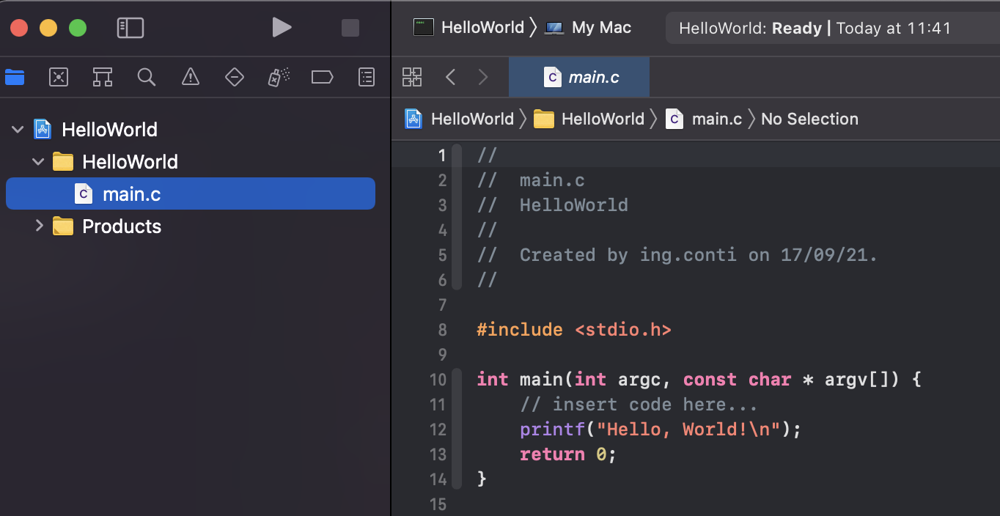 HelloWorld My Mac HelloWorld: Ready | Today at 11:41
main.c
HelloWorld HelloWorld main.c No Selection
HelloWorld
HelloWorld
main.c
Products
1 //
2 //  main.c
3 //  HelloWorld
4 //
5 //  Created by ing.conti on 17/09/21.
6 //
7
8 #include <stdio.h>
9
10 int main(int argc, const char * argv[]) {
11     // insert code here...
12     printf("Hello, World!\n");
13     return 0;
14 }
15